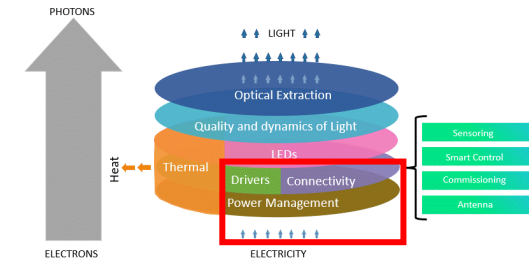 PHOTONS
LIGHT
Optical Extraction
Quality and dynamics of Light
LEDs
Thermal
Heat
Drivers
Connectivity
Power Management
Sensoring
Smart Control
Commissioning
Antenna
ELECTRONS
ELECTRICITY